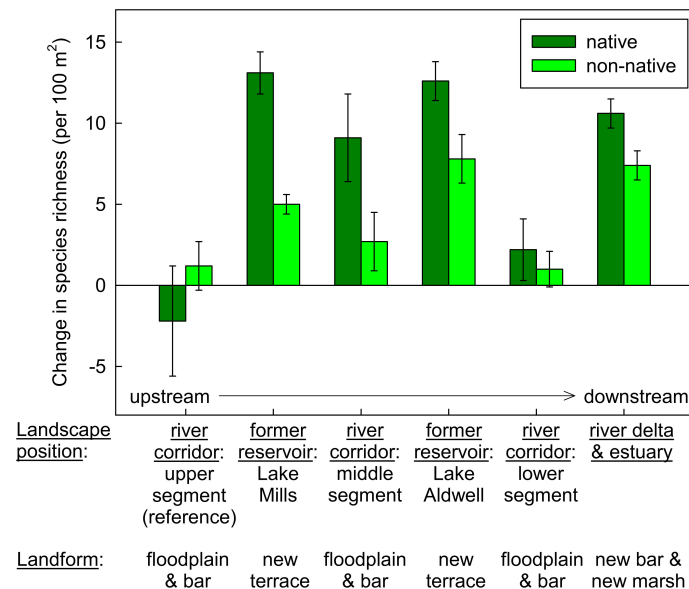 Change in species richness (per 100 m²)
15
10
5
0
-5
native
non-native
upstream
downstream
Landscape position:
river corridor: upper segment (reference)
former reservoir: Lake Mills
river corridor: middle segment
former reservoir: Lake Aldwell
river corridor: lower segment
river delta & estuary
Landform:
floodplain & bar
new terrace
floodplain & bar
new terrace
floodplain & bar
new bar & new marsh